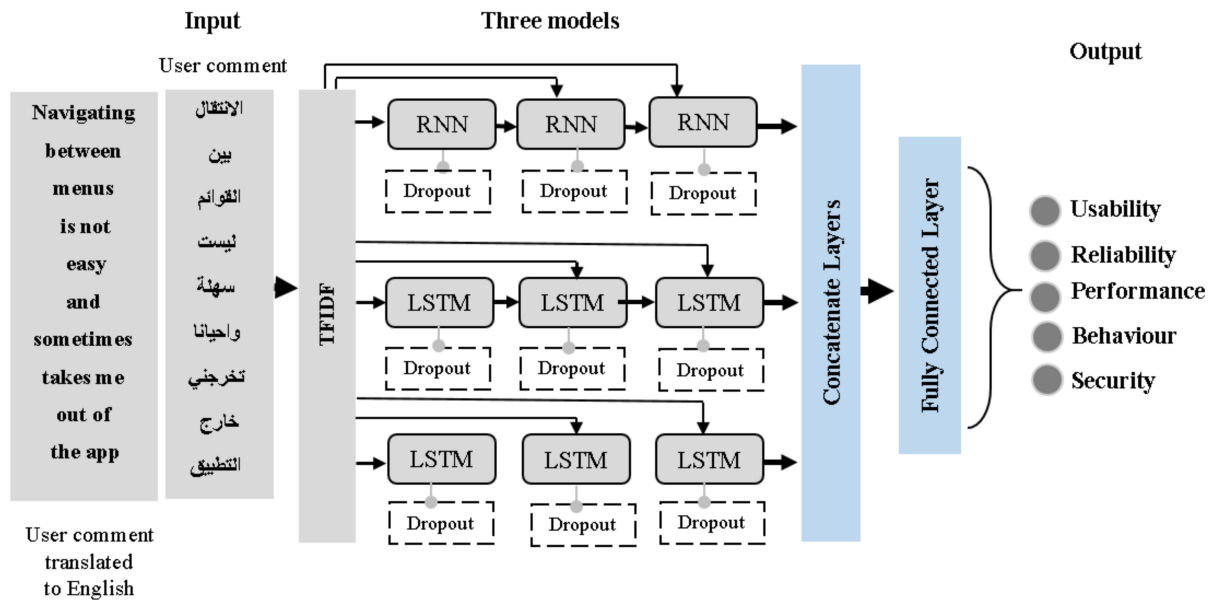 Input
Three models
Output
User comment
Navigating
between
menus
is not
easy
and
sometimes
takes me
out of
the app
الانتقال
بين
القوائم
ليست
سهلة
واحيانا
تخرجني
خارج
التطبيق
User comment
translated
to English
TFIDF
RNN
RNN
RNN
Dropout
Dropout
Dropout
LSTM
LSTM
LSTM
Dropout
Dropout
Dropout
LSTM
LSTM
LSTM
Dropout
Dropout
Dropout
Concatenate Layers
Fully Connected Layer
Usability
Reliability
Performance
Behaviour
Security